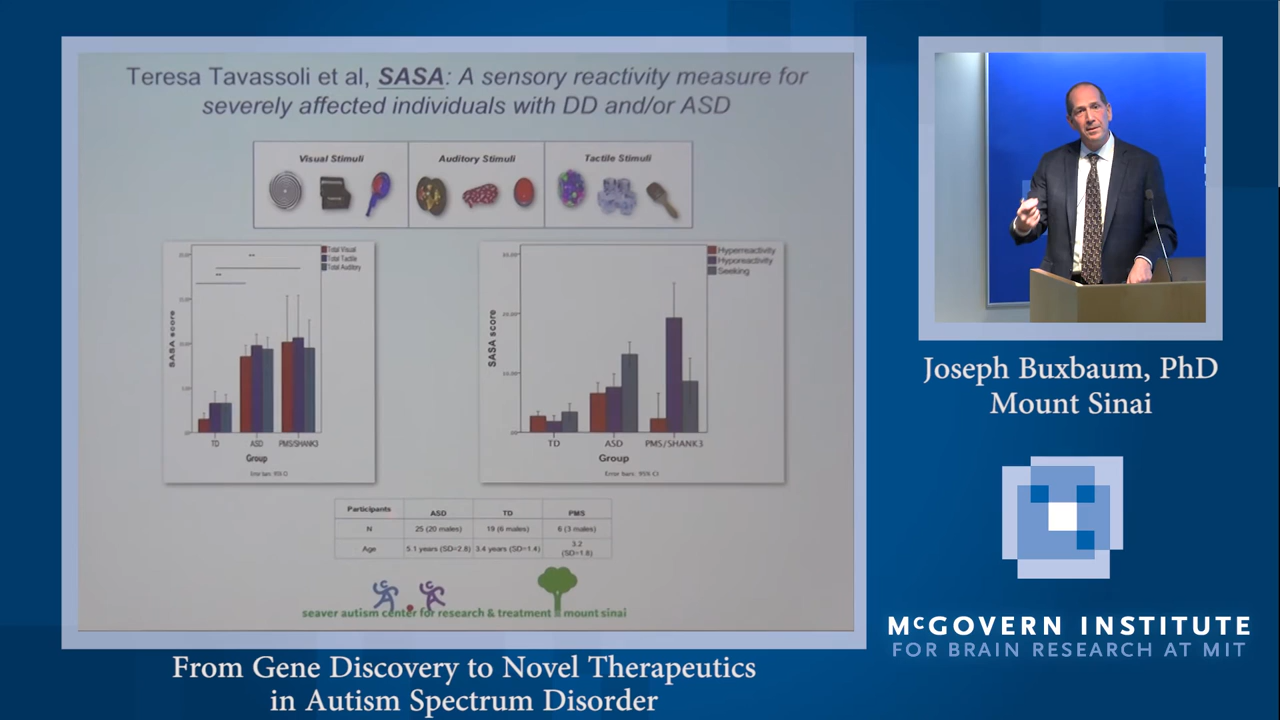 Teresa Tavassoli et al, SASA: A sensory reactivity measure for
severely affected individuals with DD and/or ASD
Visual Stimuli
Auditory Stimuli
Tactile Stimuli
Total Visual
Total Tactile
Total Auditory
**
**
SASA score
TD
ASD
PMS/SHANK3
Group
Error bars: 95% CI
Hyperreactivity
Hyporeactivity
Seeking
SASA score
.00
TD
ASD
PMS/SHANK3
Group
Error Bars: 95% CI
Participants ASD TD PMS
N 25 (20 males) 19 (6 males) 6 (3 males)
Age 5.1 years (SD=2.8) 3.4 years (SD=1.4) 3.2
(SD=1.8)
seaver autism center for research & treatment mount sinai
Joseph Buxbaum, PhD
Mount Sinai
McGOVERN INSTITUTE
FOR BRAIN RESEARCH AT MIT
From Gene Discovery to Novel Therapeutics
in Autism Spectrum Disorder